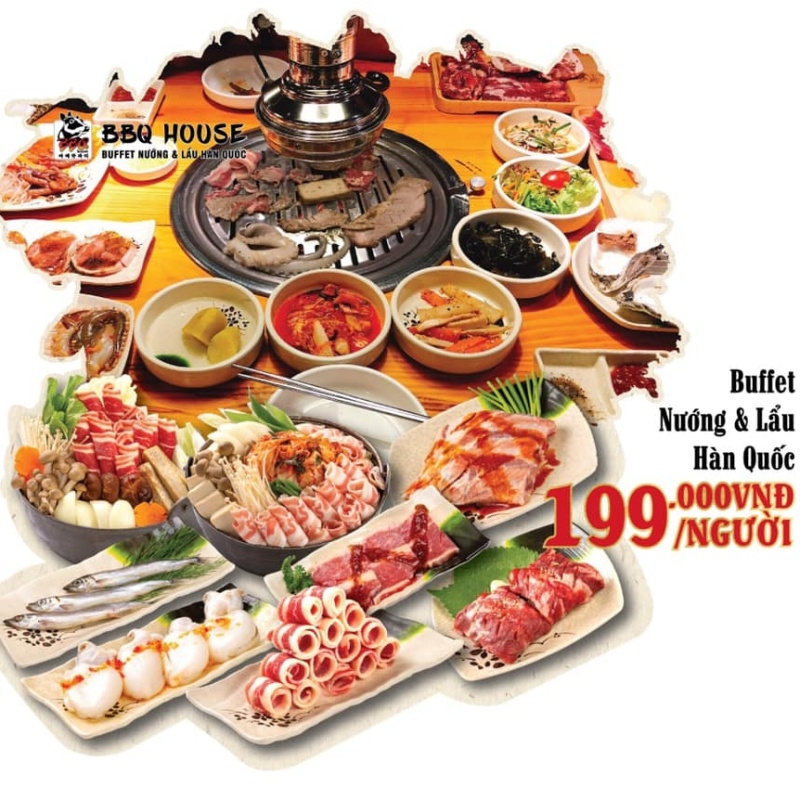 BBQ HOUSE
BUFFET NƯỚNG & LẨU HÀN QUỐC
Buffet
Nướng & Lẩu
Hàn Quốc
199.000VNĐ
/NGƯỜI